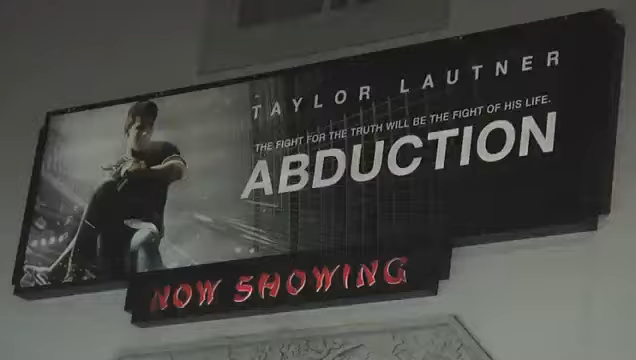 TAYLOR LAUTNER
THE FIGHT FOR THE TRUTH WILL BE THE FIGHT OF HIS LIFE.
ABDUCTION
NOW SHOWING